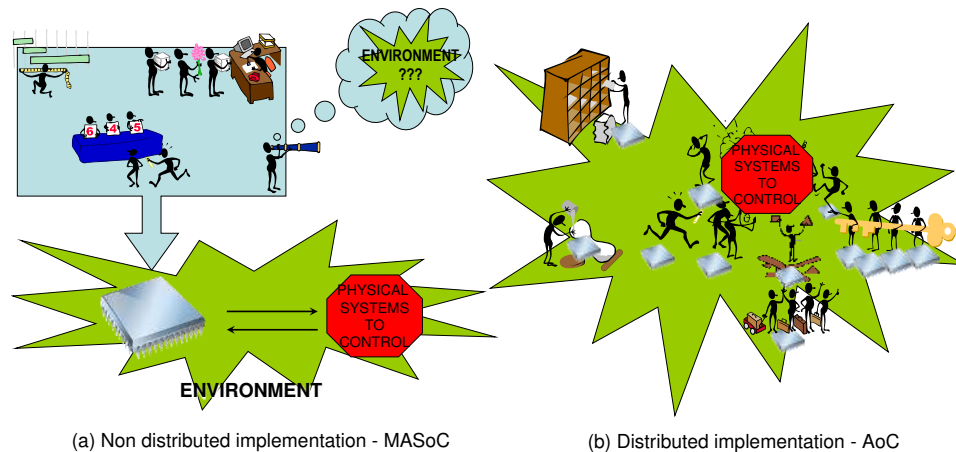 ENVIRONMENT
???
6 4 5
PHYSICAL
SYSTEMS
TO
CONTROL
ENVIRONMENT
(a) Non distributed implementation - MASoC
PHYSICAL
SYSTEMS
TO
CONTROL
(b) Distributed implementation - AoC